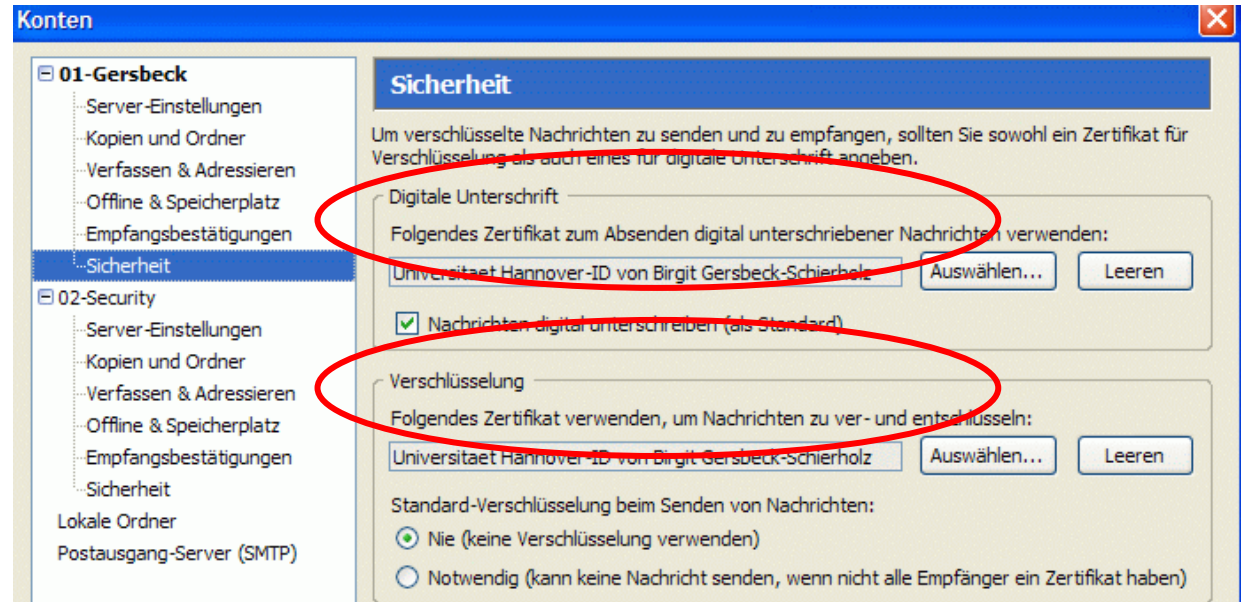 Konten
01-Gersbeck
Server-Einstellungen
Kopien und Ordner
Verfassen & Adressieren
Offline & Speicherplatz
Empfangsbestätigungen
Sicherheit
02-Security
Server-Einstellungen
Kopien und Ordner
Verfassen & Adressieren
Offline & Speicherplatz
Empfangsbestätigungen
Sicherheit
Lokale Ordner
Postausgang-Server (SMTP)
Sicherheit
Um verschlüsselte Nachrichten zu senden und zu empfangen, sollten Sie sowohl ein Zertifikat für
Verschlüsselung als auch eines für digitale Unterschrift angeben.
Digitale Unterschrift
Folgendes Zertifikat zum Absenden digital unterschriebener Nachrichten verwenden:
Universitaet Hannover-ID von Birgit Gersbeck-Schierholz
Auswählen...
Leeren
Nachrichten digital unterschreiben (als Standard)
Verschlüsselung
Folgendes Zertifikat verwenden, um Nachrichten zu ver- und entschlüsseln:
Universitaet Hannover-ID von Birgit Gersbeck-Schierholz
Auswählen...
Leeren
Standard-Verschlüsselung beim Senden von Nachrichten:
Nie (keine Verschlüsselung verwenden)
Notwendig (kann keine Nachricht senden, wenn nicht alle Empfänger ein Zertifikat haben)